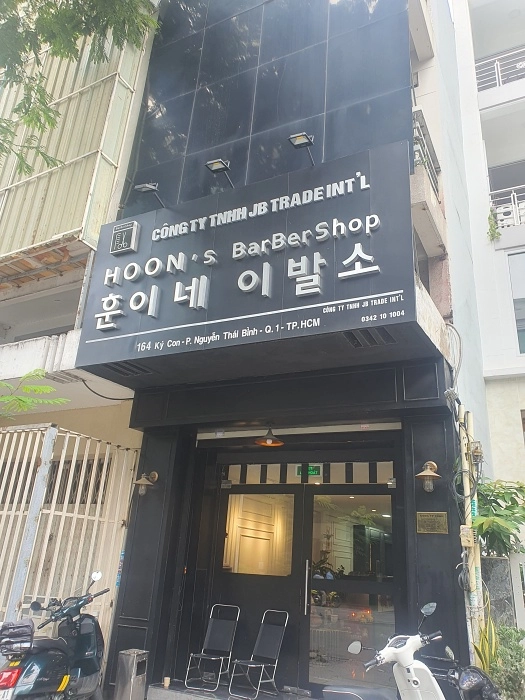 CÔNG TY TNHH JB TRADE INT'L
HOON'S BarBerShop
훈이네 이발소
CÔNG TY TNHH JB TRADE INT'L
0342 10 1004
164 Ký Con - P. Nguyễn Thái Bình - Q.1 - TP.HCM